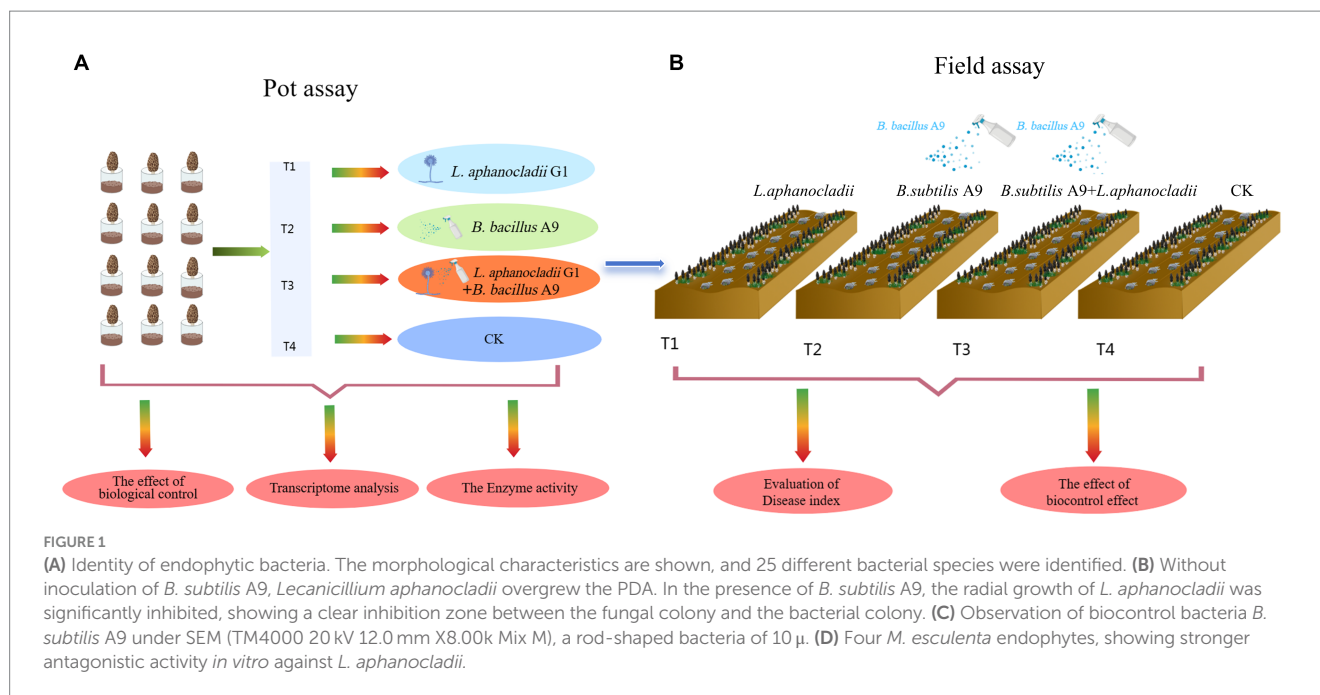 A
Pot assay
T1
L. aphanocladii G1
T2
B. bacillus A9
T3
L. aphanocladii G1
+B. bacillus A9
T4
CK
The effect of
biological control
Transcriptome analysis
The Enzyme activity
B
Field assay
B. bacillus A9
B. bacillus A9
L.aphanocladii
B.subtilis A9
B.subtilis A9+L.aphanocladii
CK
T1
T2
T3
T4
Evaluation of
Disease index
The effect of
biocontrol effect
FIGURE 1
(A) Identity of endophytic bacteria. The morphological characteristics are shown, and 25 different bacterial species were identified. (B) Without
inoculation of B. subtilis A9, Lecanicillium aphanocladii overgrew the PDA. In the presence of B. subtilis A9, the radial growth of L. aphanocladii was
significantly inhibited, showing a clear inhibition zone between the fungal colony and the bacterial colony. (C) Observation of biocontrol bacteria B.
subtilis A9 under SEM (TM4000 20 kV 12.0 mm X8.00k Mix M), a rod-shaped bacteria of 10 μ. (D) Four M. esculenta endophytes, showing stronger
antagonistic activity in vitro against L. aphanocladii.